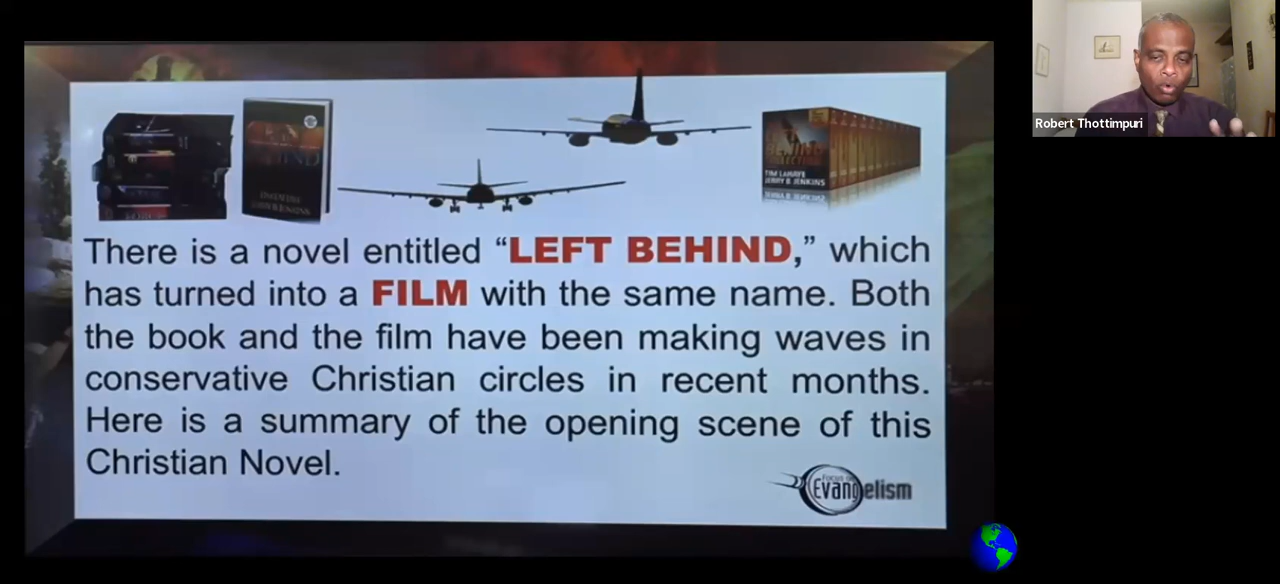 Robert Thottimpuri
TIM LAHAYE
JERRY B. JENKINS
There is a novel entitled “LEFT BEHIND,” which
has turned into a FILM with the same name. Both
the book and the film have been making waves in
conservative Christian circles in recent months.
Here is a summary of the opening scene of this
Christian Novel.
FOCUS ON
Evangelism